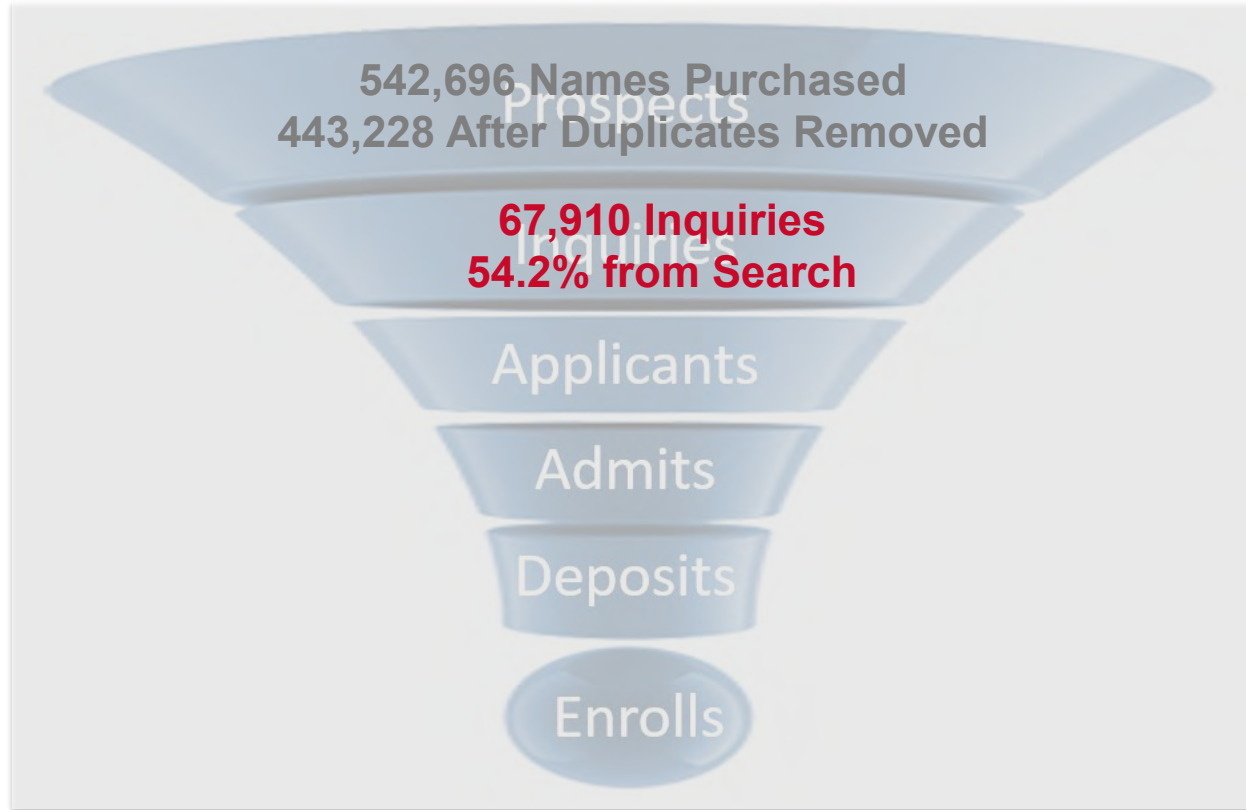 542,696 Names Purchased
Prospects
443,228 After Duplicates Removed
67,910 Inquiries
Inquiries
54.2% from Search
Applicants
Admits
Deposits
Enrolls